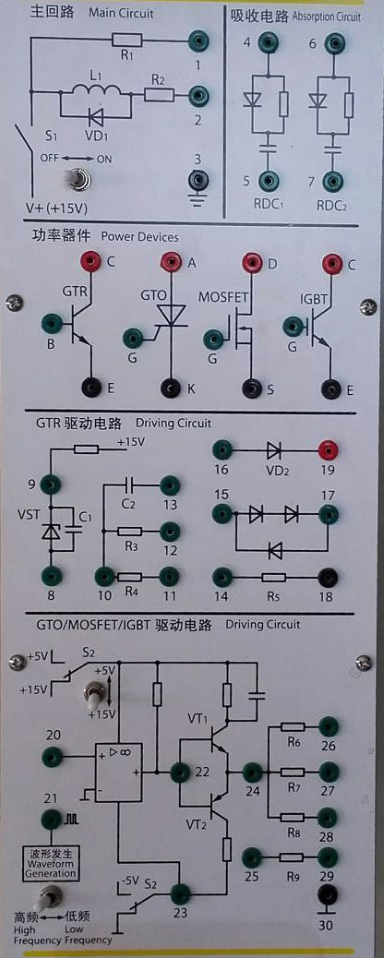 主回路 Main Circuit
R1
1
L1
R2
2
VD1
S1
OFF ON
3
V+(+15V)
吸收电路 Absorption Circuit
4
6
5
7
RDC1
RDC2
功率器件 Power Devices
C
A
D
C
GTR
GTO
MOSFET
IGBT
B
G
G
G
E
K
S
E
GTR 驱动电路 Driving Circuit
+15V
16
VD2
19
9
C2
13
15
17
VST
C1
R3
12
8
10
R4
11
14
R5
18
GTO/MOSFET/IGBT 驱动电路 Driving Circuit
+5V
S2
+5V
+15V
+15V
VT1
20
+
▷∞
+
-
22
24
R6
26
R7
27
21
VT2
R8
28
波形发生
Waveform
Generation
25
R9
29
-5V
S2
23
30
高频 低频
High Low
Frequency Frequency